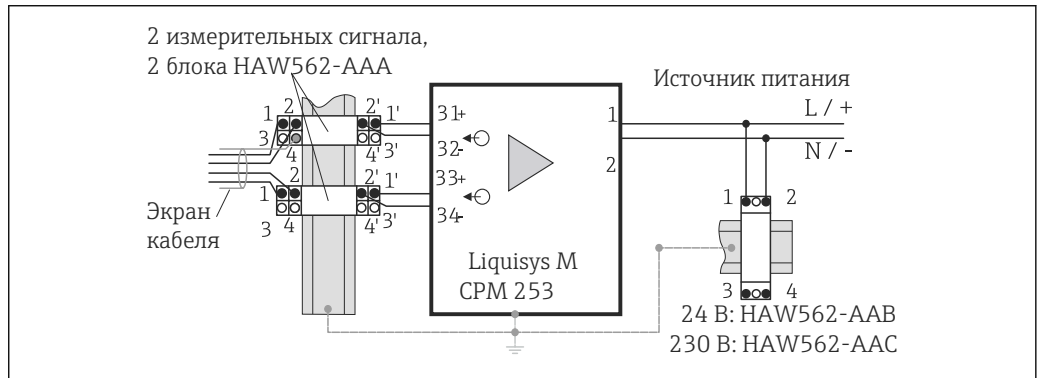 2 измерительных сигнала,
2 блока HAW562-AAA
Источник питания
L / +
N / -
1 2 2' 1'
3 4 4' 3'
31+
32-
33+
34-
1
2
1 2 2' 1'
3 4 4' 3'
Экран
кабеля
Liquisys M
CPM 253
1 2
3 4
24 В: HAW562-AAB
230 В: HAW562-AAC